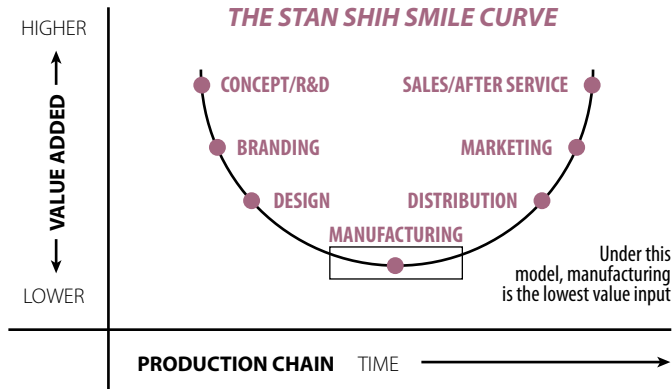 THE STAN SHIH SMILE CURVE
HIGHER
VALUE ADDED
LOWER
CONCEPT/R&D
SALES/AFTER SERVICE
BRANDING
MARKETING
DESIGN
DISTRIBUTION
MANUFACTURING
Under this
model, manufacturing
is the lowest value input
PRODUCTION CHAIN TIME